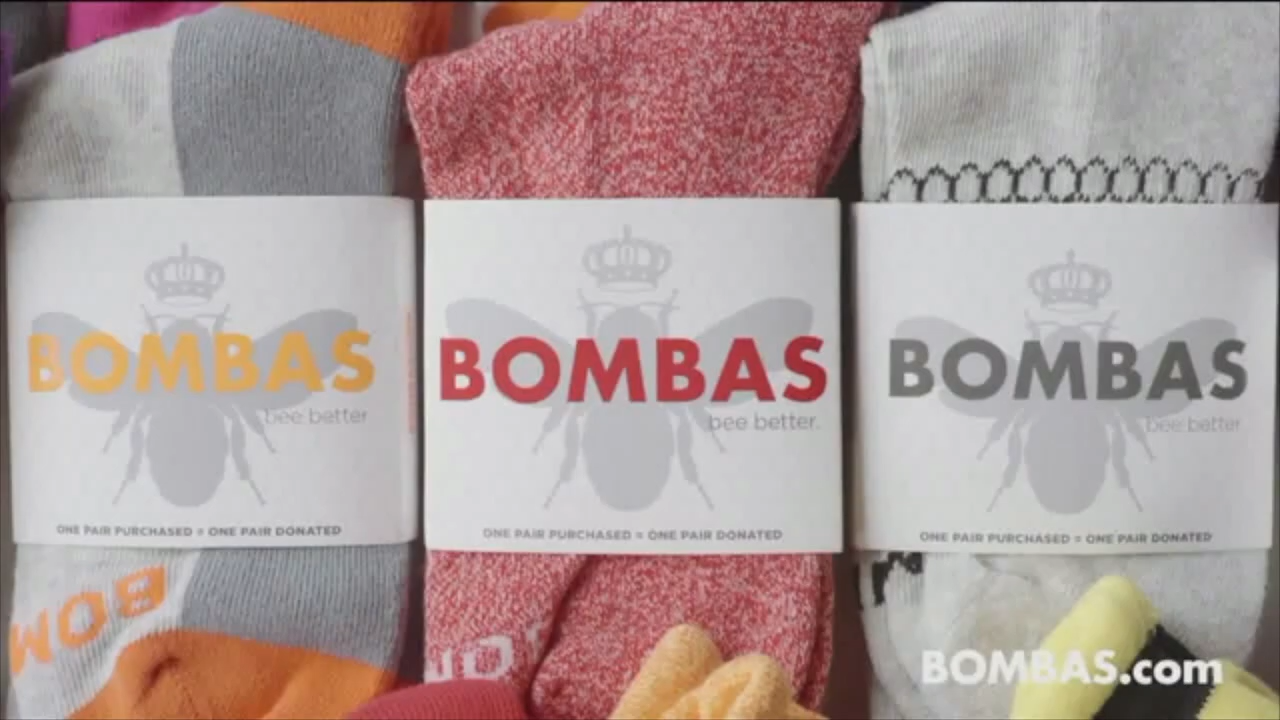 BOMBAS
bee better
ONE PAIR PURCHASED = ONE PAIR DONATED
BOM
BOMBAS
bee better.
ONE PAIR PURCHASED = ONE PAIR DONATED
BOMBAS
bee better
ONE PAIR PURCHASED = ONE PAIR DONATED
BOMBAS.com